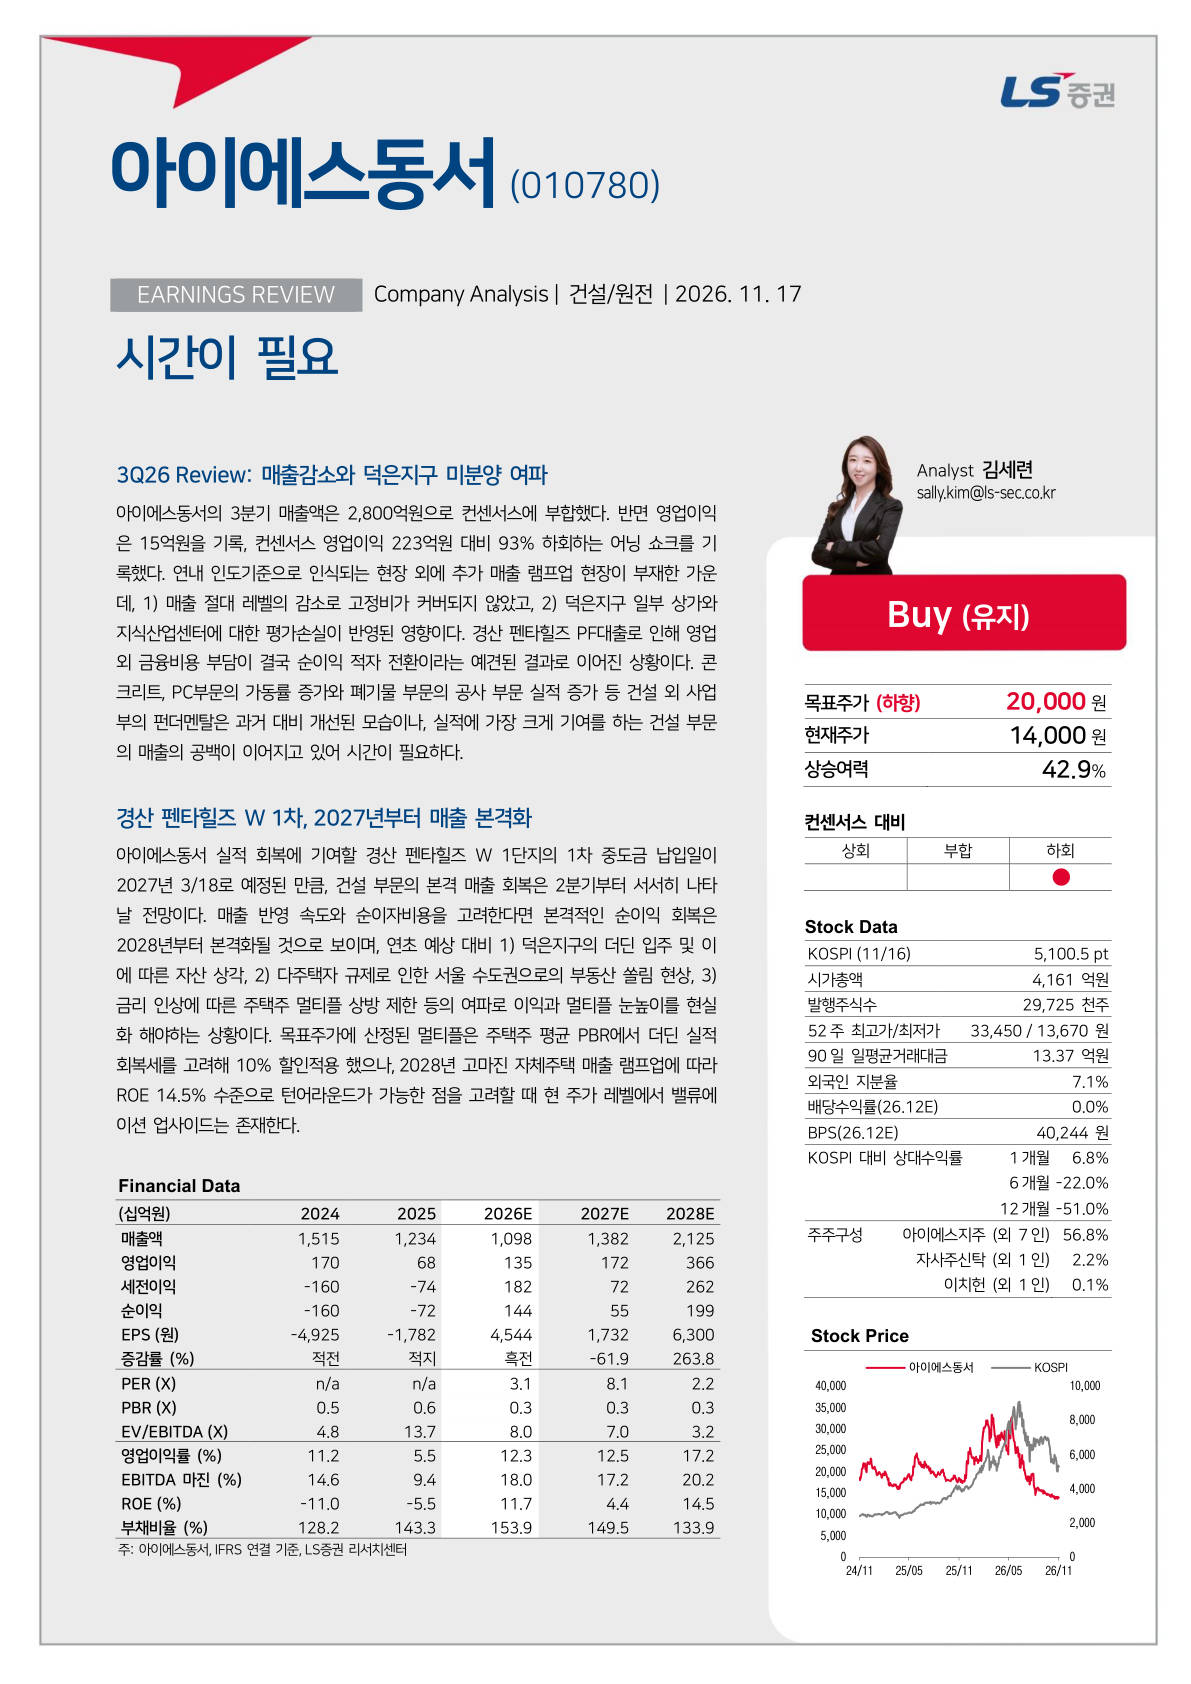 LS증권
아이에스동서 (010780)
EARNINGS REVIEW Company Analysis | 건설/원전 | 2026. 11. 17
시간이 필요
3Q26 Review: 매출감소와 덕은지구 미분양 여파
아이에스동서의 3분기 매출액은 2,800억원으로 컨센서스에 부합했다. 반면 영업이익
은 15억원을 기록, 컨센서스 영업이익 223억원 대비 93% 하회하는 어닝 쇼크를 기
록했다. 연내 인도기준으로 인식되는 현장 외에 추가 매출 램프업 현장이 부재한 가운
데, 1) 매출 절대 레벨의 감소로 고정비가 커버되지 않았고, 2) 덕은지구 일부 상가와
지식산업센터에 대한 평가손실이 반영된 영향이다. 경산 펜타힐즈 PF대출로 인해 영업
외 금융비용 부담이 결국 순이익 적자 전환이라는 예견된 결과로 이어진 상황이다. 콘
크리트, PC부문의 가동률 증가와 폐기물 부문의 공사 부문 실적 증가 등 건설 외 사업
부의 펀더멘탈은 과거 대비 개선된 모습이나, 실적에 가장 크게 기여를 하는 건설 부문
의 매출의 공백이 이어지고 있어 시간이 필요하다.
경산 펜타힐즈 W 1차, 2027년부터 매출 본격화
아이에스동서 실적 회복에 기여할 경산 펜타힐즈 W 1단지의 1차 중도금 납입일이
2027년 3/18로 예정된 만큼, 건설 부문의 본격 매출 회복은 2분기부터 서서히 나타
날 전망이다. 매출 반영 속도와 순이자비용을 고려한다면 본격적인 순이익 회복은
2028년부터 본격화될 것으로 보이며, 연초 예상 대비 1) 덕은지구의 더딘 입주 및 이
에 따른 자산 상각, 2) 다주택자 규제로 인한 서울 수도권으로의 부동산 쏠림 현상, 3)
금리 인상에 따른 주택주 멀티플 상방 제한 등의 여파로 이익과 멀티플 눈높이를 현실
화 해야하는 상황이다. 목표주가에 산정된 멀티플은 주택주 평균 PBR에서 더딘 실적
회복세를 고려해 10% 할인적용 했으나, 2028년 고마진 자체주택 매출 램프업에 따라
ROE 14.5% 수준으로 턴어라운드가 가능한 점을 고려할 때 현 주가 레벨에서 밸류에
이션 업사이드는 존재한다.
Financial Data
(십억원) 2024 2025 2026E 2027E 2028E
매출액 1,515 1,234 1,098 1,382 2,125
영업이익 170 68 135 172 366
세전이익 -160 -74 182 72 262
순이익 -160 -72 144 55 199
EPS (원) -4,925 -1,782 4,544 1,732 6,300
증감률 (%) 적전 적지 흑전 -61.9 263.8
PER (X) n/a n/a 3.1 8.1 2.2
PBR (X) 0.5 0.6 0.3 0.3 0.3
EV/EBITDA (X) 4.8 13.7 8.0 7.0 3.2
영업이익률 (%) 11.2 5.5 12.3 12.5 17.2
EBITDA 마진 (%) 14.6 9.4 18.0 17.2 20.2
ROE (%) -11.0 -5.5 11.7 4.4 14.5
부채비율 (%) 128.2 143.3 153.9 149.5 133.9
주: 아이에스동서, IFRS 연결 기준, LS증권 리서치센터
Analyst 김세련
sally.kim@ls-sec.co.kr
Buy (유지)
목표주가 (하향) 20,000 원
현재주가 14,000 원
상승여력 42.9%
컨센서스 대비
상회 부합 하회
Stock Data
KOSPI (11/16) 5,100.5 pt
시가총액 4,161 억원
발행주식수 29,725 천주
52 주 최고가/최저가 33,450 / 13,670 원
90 일 일평균거래대금 13.37 억원
외국인 지분율 7.1%
배당수익률(26.12E) 0.0%
BPS(26.12E) 40,244 원
KOSPI 대비 상대수익률 1 개월 6.8%
6 개월 -22.0%
12 개월 -51.0%
주주구성 아이에스지주 (외 7 인) 56.8%
자사주신탁 (외 1 인) 2.2%
이치헌 (외 1 인) 0.1%
Stock Price
아이에스동서 KOSPI
40,000 10,000
35,000
30,000 8,000
25,000 6,000
20,000
15,000 4,000
10,000
5,000 2,000
0 0
24/11 25/05 25/11 26/05 26/11